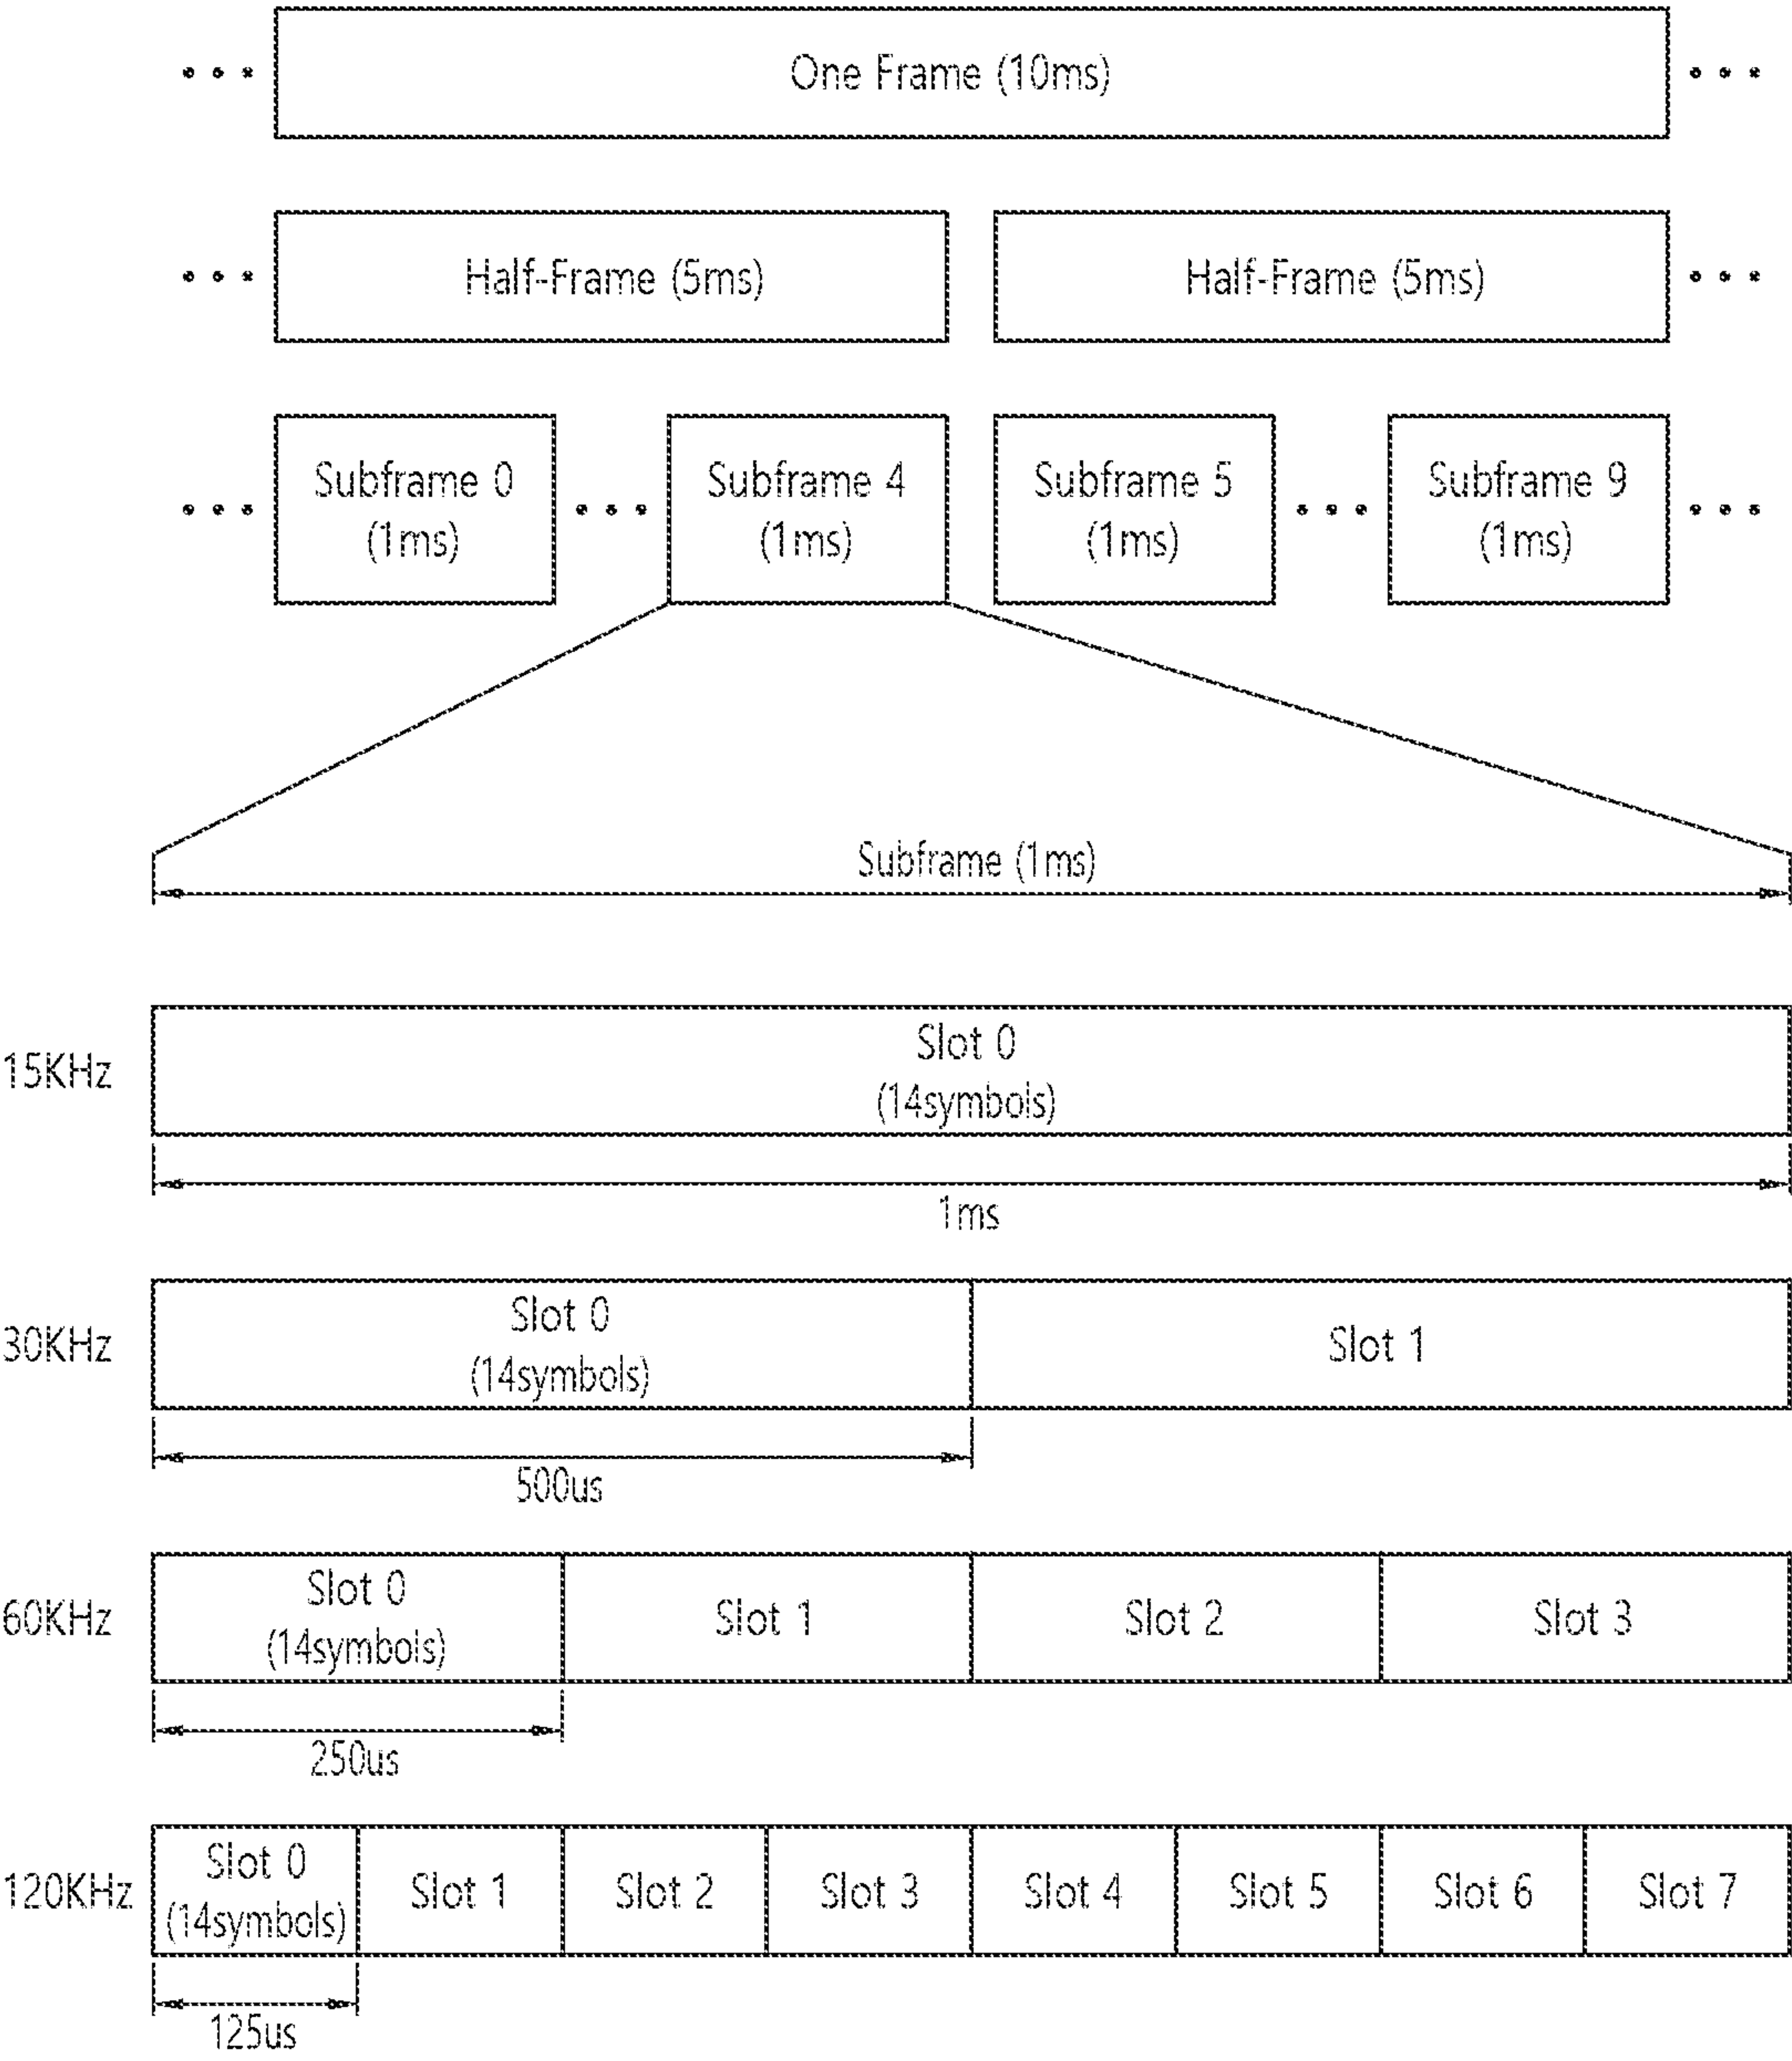 One Frame (10ms)
Half-Frame (5ms) Half-Frame (5ms)
Subframe 0 Subframe 4 Subframe 5 Subframe 9
(1ms) (1ms) (1ms) (1ms)
Subframe (1ms)
15KHz
Slot 0
(14symbols)
1ms
30KHz
Slot 0
(14symbols)
Slot 1
500us
60KHz
Slot 0
(14symbols)
Slot 1
Slot 2
Slot 3
250us
120KHz
Slot 0
(14symbols)
Slot 1
Slot 2
Slot 3
Slot 4
Slot 5
Slot 6
Slot 7
125us